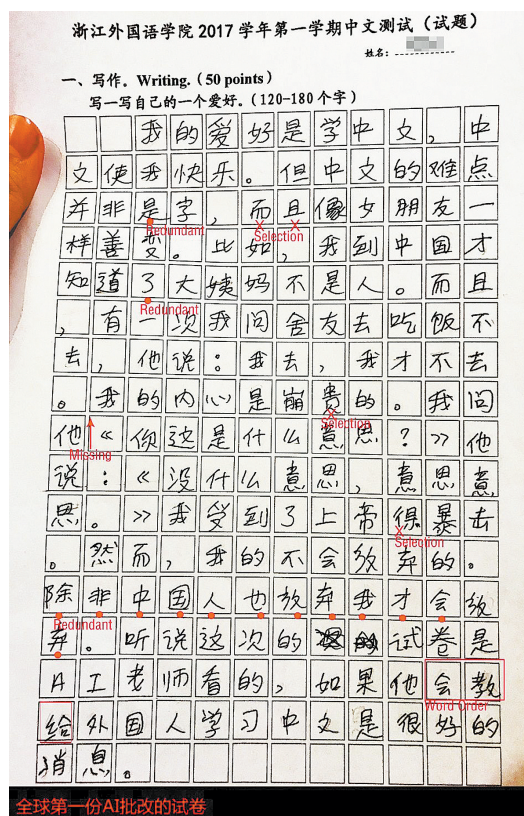 浙江外国语学院 2017 学年第一学期中文测试（试题）
姓名：
一、写作。Writing.（50 points）
写一写自己的一个爱好。（120-180 个字）
我的爱好是学中文，中
文使我快乐。但中文的难点
并非是字，而且像女朋友一
Redundant
Selection
样善变。比如，我到中国才
知道了大姨妈不是人。而且
Redundant
，有一次我问舍友去吃饭不
去，他说：我去，我才不去
。我的内心是崩贵的。我问
Selection
他《你这是什么意思？》他
Missing
说：《没什么意思，意思意
思。》我受到了上帝得暴击
Selection
。然而，我的不会放弃的。
除非中国人也放弃我才会放
Redundant
弃。听说这次的试卷是
AI老师看的，如果他会教
Word Order
给外国人学习中文是很好的
消息。
全球第一份AI批改的试卷